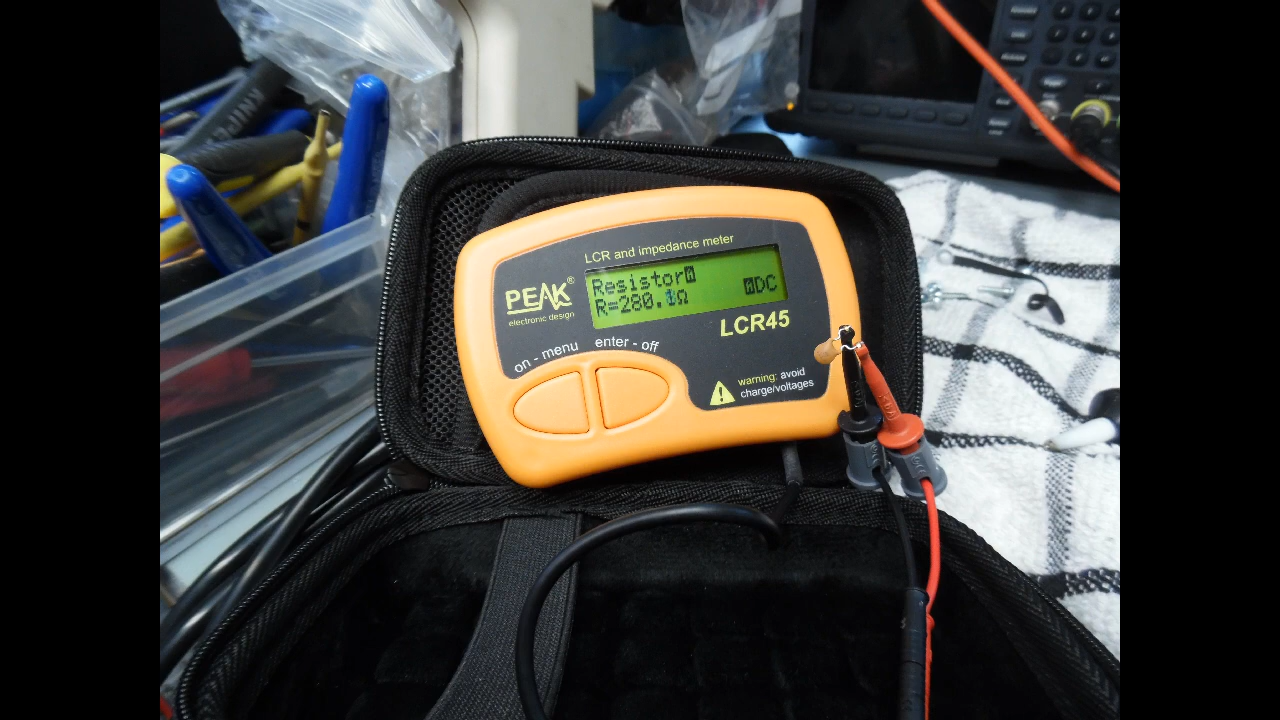 LCR and impedance meter
PEAK®
electronic design
Resistor
R=280.1Ω
DC
LCR45
on - menu
enter - off
warning: avoid
charge/voltages